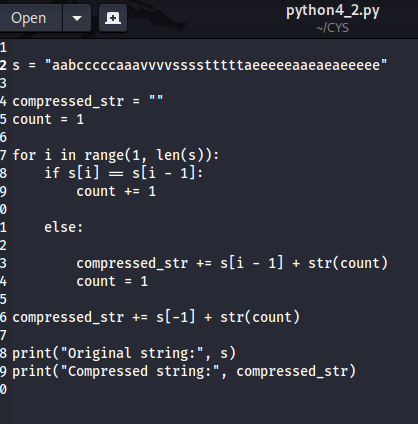 Open
python4_2.py
~/CYS
1
2 s = "aabcccccaaavvvvsssstttttaeeeeeaaeaeaeeeee"
3
4 compressed_str = ""
5 count = 1
6
7 for i in range(1, len(s)):
8 if s[i] == s[i - 1]:
9 count += 1
0
1 else:
2
3 compressed_str += s[i - 1] + str(count)
4 count = 1
5
6 compressed_str += s[-1] + str(count)
7
8 print("Original string:", s)
9 print("Compressed string:", compressed_str)
0